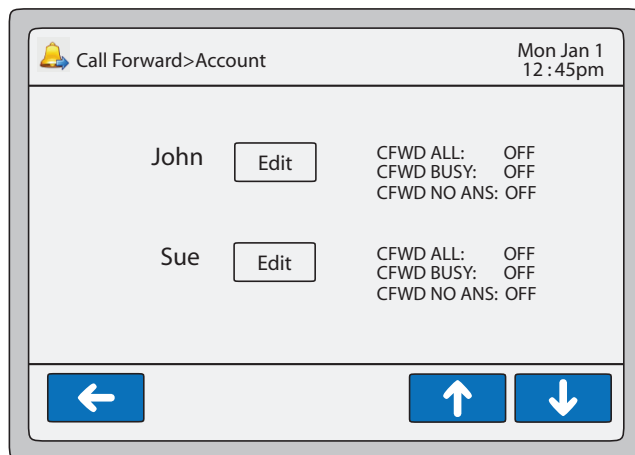 Call Forward>Account
Mon Jan 1
12:45pm
John
Edit
CFWD ALL: OFF
CFWD BUSY: OFF
CFWD NO ANS: OFF
Sue
Edit
CFWD ALL: OFF
CFWD BUSY: OFF
CFWD NO ANS: OFF